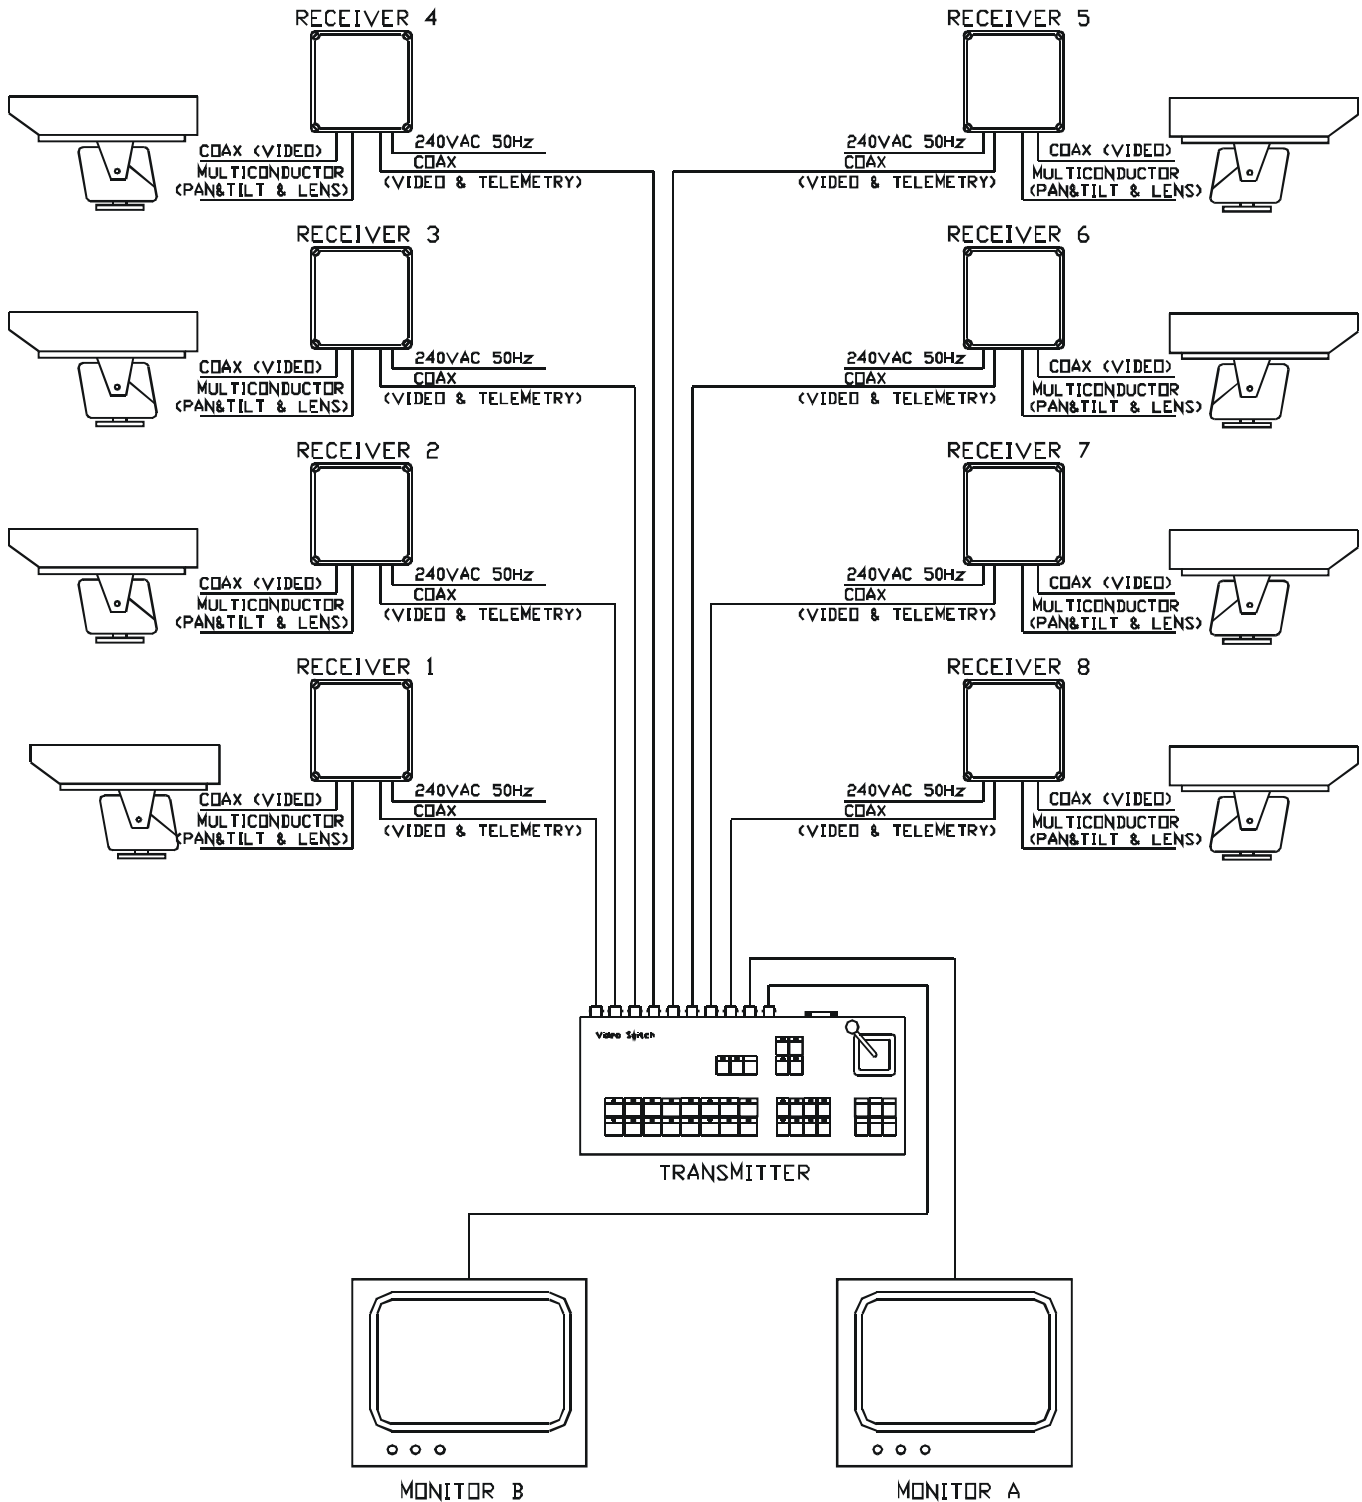 RECEIVER 4
COAX (VIDEO)
MULTICONDUCTOR
(PAN&TILT & LENS)
240VAC 50Hz
COAX
(VIDEO & TELEMETRY)
RECEIVER 5
240VAC 50Hz
COAX
(VIDEO & TELEMETRY)
COAX (VIDEO)
MULTICONDUCTOR
(PAN&TILT & LENS)
RECEIVER 3
COAX (VIDEO)
MULTICONDUCTOR
(PAN&TILT & LENS)
240VAC 50Hz
COAX
(VIDEO & TELEMETRY)
RECEIVER 6
240VAC 50Hz
COAX
(VIDEO & TELEMETRY)
COAX (VIDEO)
MULTICONDUCTOR
(PAN&TILT & LENS)
RECEIVER 2
COAX (VIDEO)
MULTICONDUCTOR
(PAN&TILT & LENS)
240VAC 50Hz
COAX
(VIDEO & TELEMETRY)
RECEIVER 7
240VAC 50Hz
COAX
(VIDEO & TELEMETRY)
COAX (VIDEO)
MULTICONDUCTOR
(PAN&TILT & LENS)
RECEIVER 1
COAX (VIDEO)
MULTICONDUCTOR
(PAN&TILT & LENS)
240VAC 50Hz
COAX
(VIDEO & TELEMETRY)
RECEIVER 8
240VAC 50Hz
COAX
(VIDEO & TELEMETRY)
COAX (VIDEO)
MULTICONDUCTOR
(PAN&TILT & LENS)
Video Switch
TRANSMITTER
MONITOR B
MONITOR A